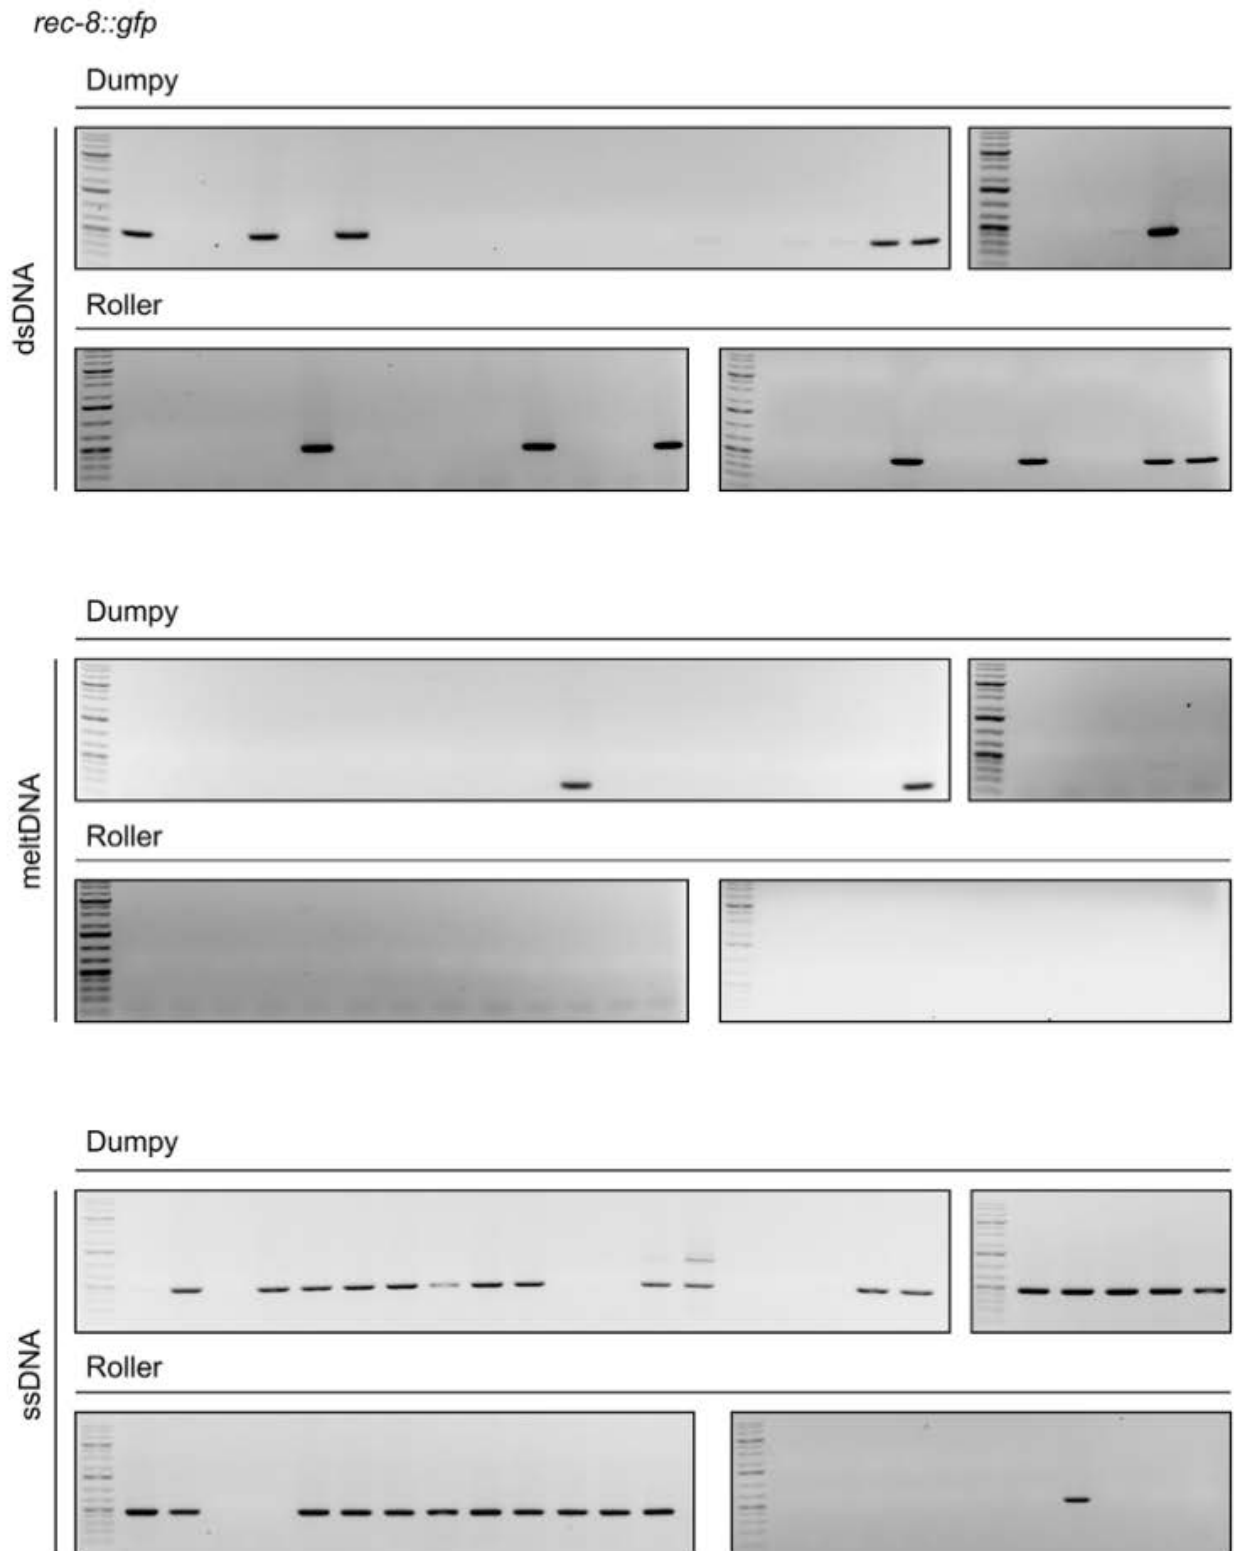 rec-8::gfp
Dumpy
dsDNA
Roller
Dumpy
meltDNA
Roller
Dumpy
ssDNA
Roller